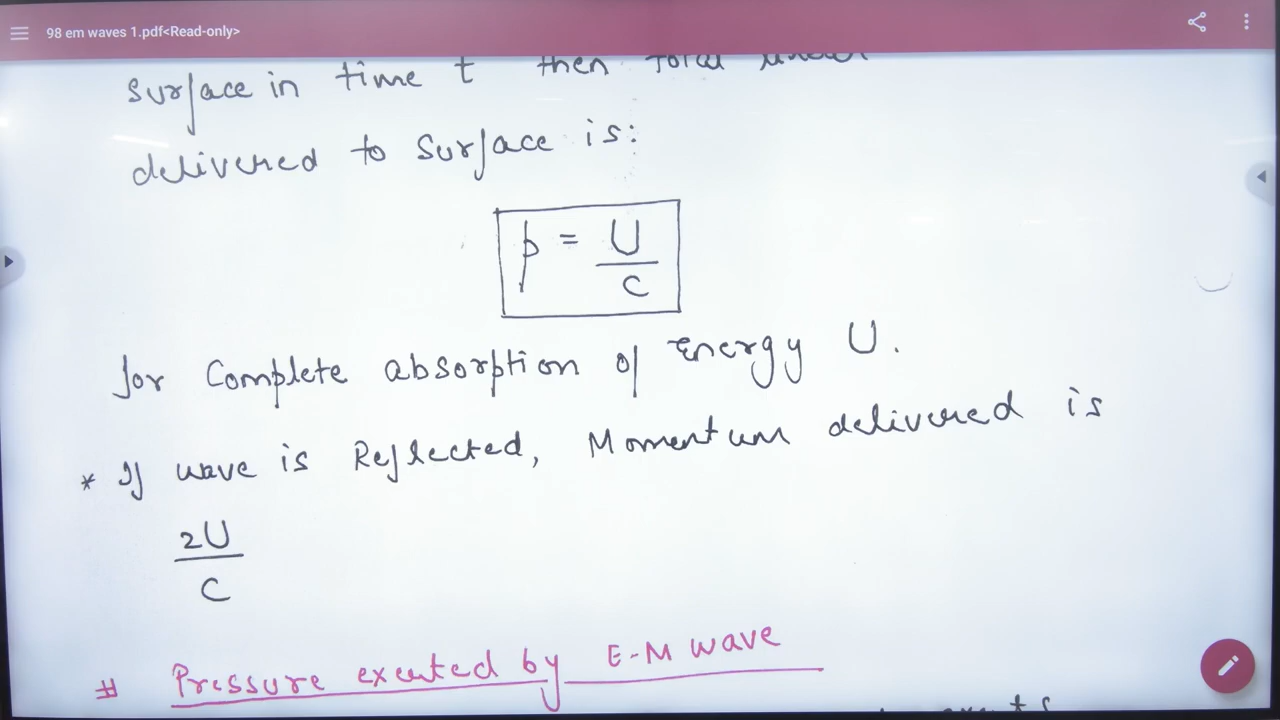 98 em waves 1.pdf<Read-only>
surface in time t then Total
delivered to Surface is:
p = U
C
for Complete absorption of Energy U.
* If wave is Reflected, Momentum delivered is
2U
C
# Pressure exerted by E-M wave